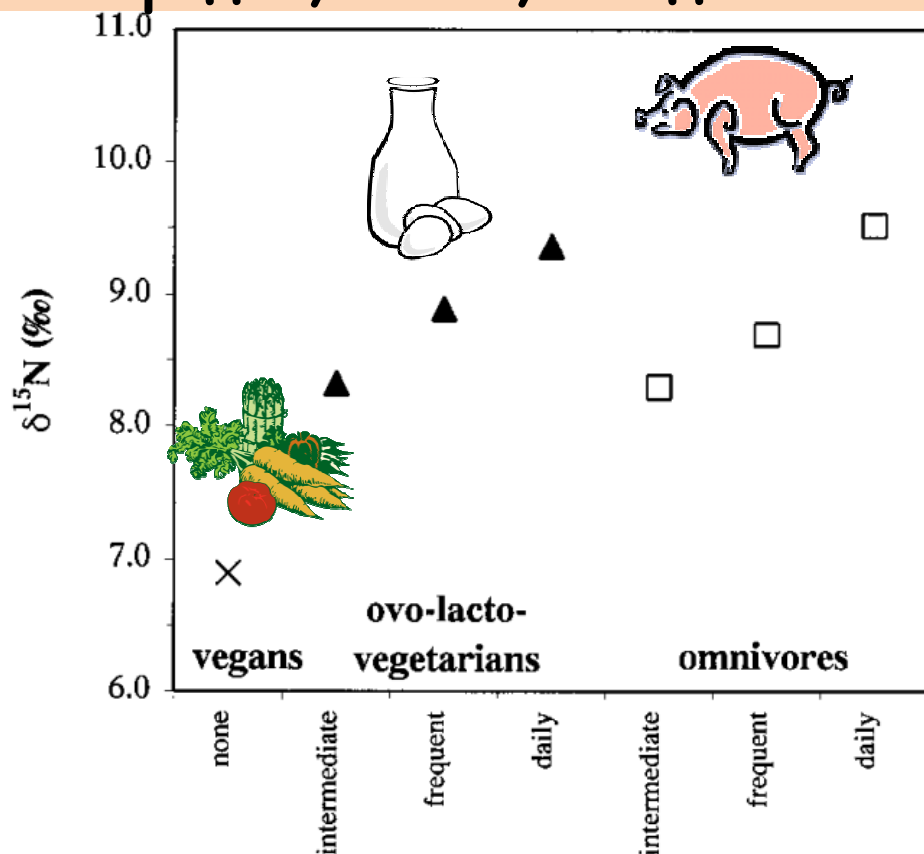 11.0
10.0
9.0
8.0
7.0
6.0
δ¹⁵N (‰)
ovo-lacto-
vegans vegetarians omnivores
none
intermediate
frequent
daily
intermediate
frequent
daily